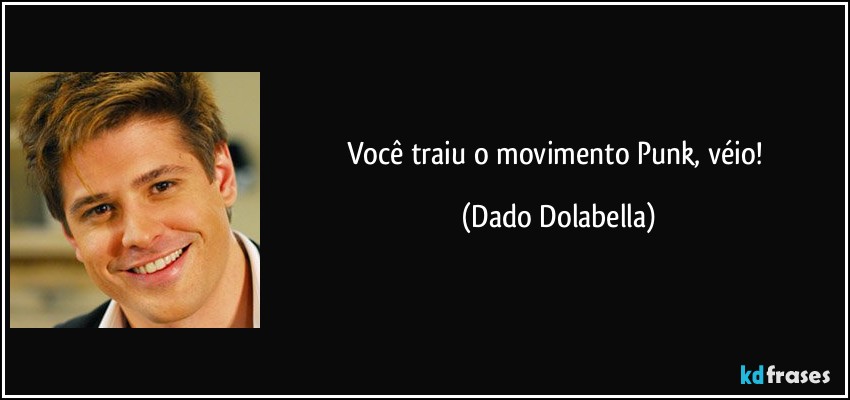 Você traiu o movimento Punk, véio!
(Dado Dolabella)
kdfrases